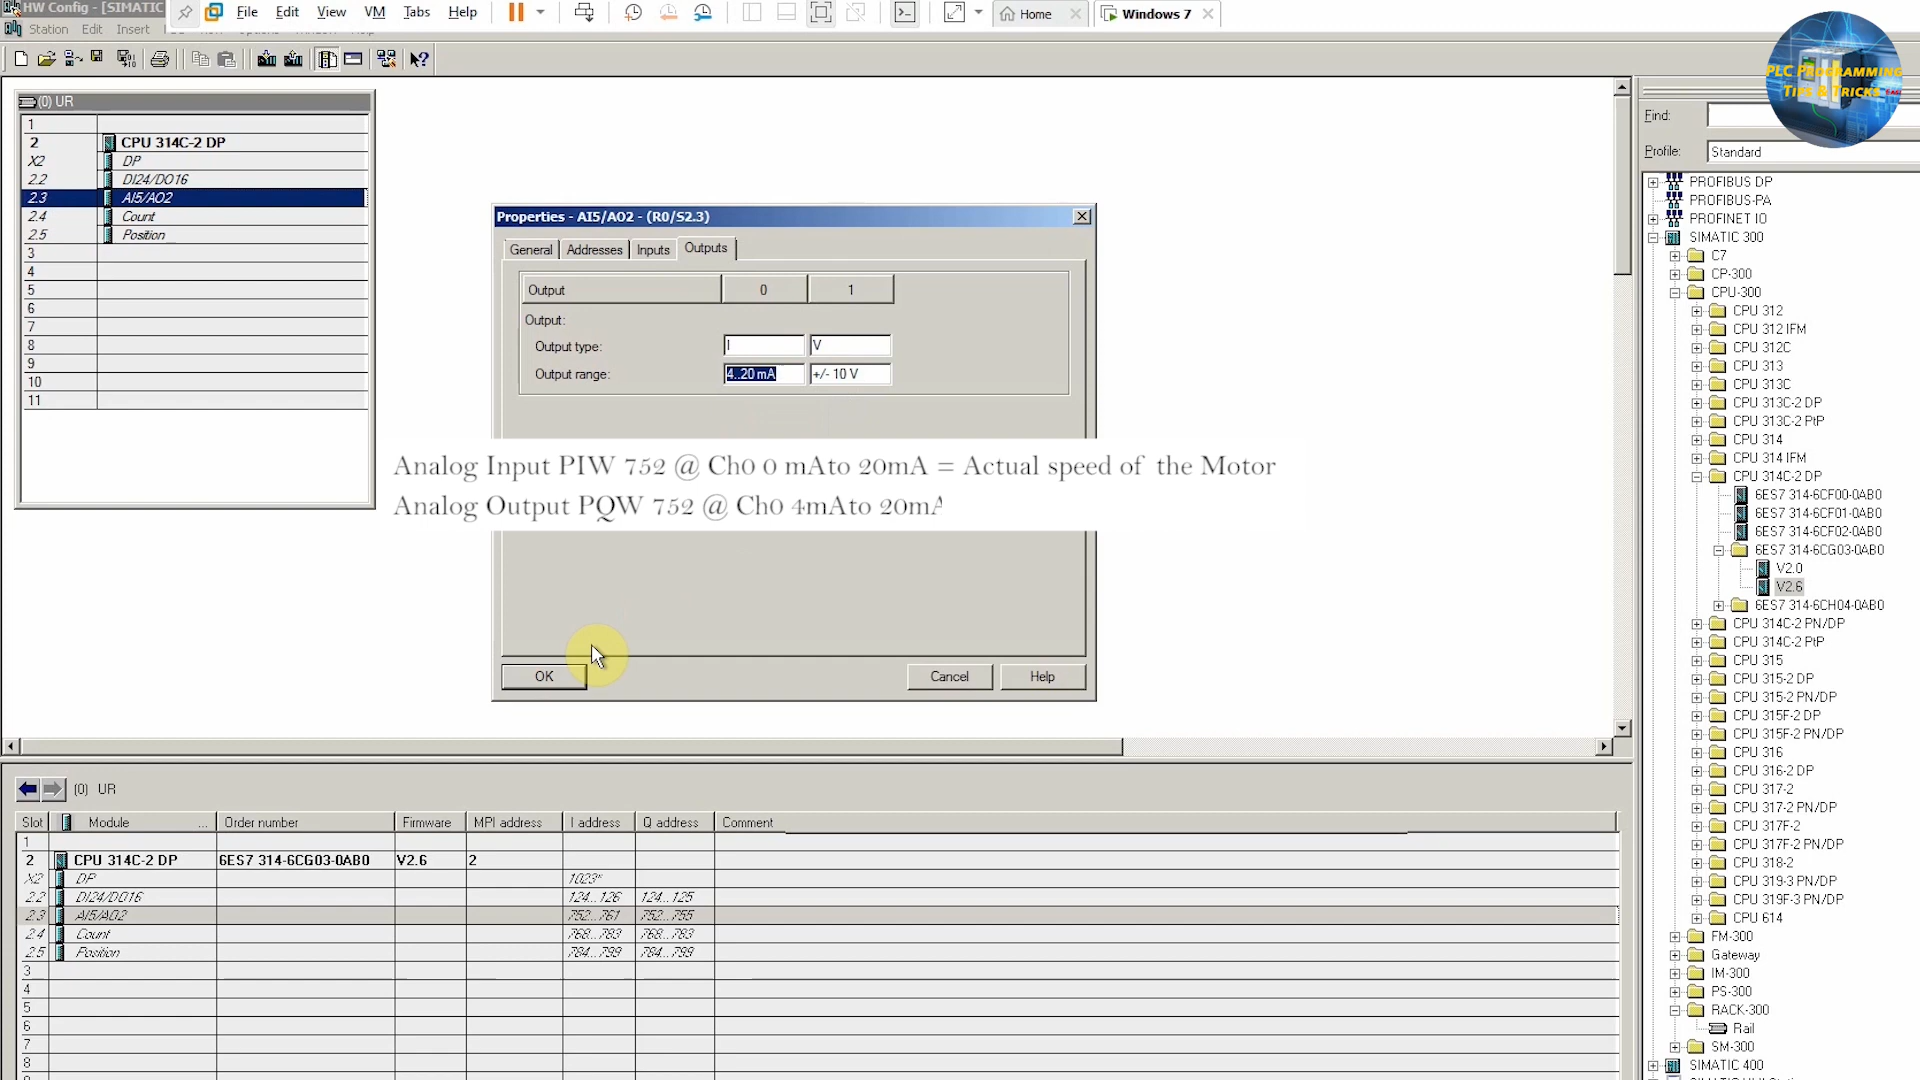 HW Config - [SIMATIC
File Edit View VM Tabs Help
Home
Windows 7
Station Edit Insert
PLC Programming
Tips & Tricks
(0) UR
1
2 CPU 314C-2 DP
X2 DP
2.2 DI24/DO16
2.3 AI5/AO2
2.4 Count
2.5 Position
3
4
5
6
7
8
9
10
11
Properties - AI5/AO2 - (R0/S2.3)
General Addresses Inputs Outputs
Output 0 1
Output:
Output type: I V
Output range: 4..20 mA +/- 10 V
Analog Input PIW 752 @ Ch0 0 mAto 20mA = Actual speed of the Motor
Analog Output PQW 752 @ Ch0 4mAto 20mA
OK Cancel Help
Find:
Profile: Standard
PROFIBUS DP
PROFIBUS-PA
PROFINET IO
SIMATIC 300
C7
CP-300
CPU-300
CPU 312
CPU 312 IFM
CPU 312C
CPU 313
CPU 313C
CPU 313C-2 DP
CPU 313C-2 PtP
CPU 314
CPU 314 IFM
CPU 314C-2 DP
6ES7 314-6CF00-0AB0
6ES7 314-6CF01-0AB0
6ES7 314-6CF02-0AB0
6ES7 314-6CG03-0AB0
V2.0
V2.6
6ES7 314-6CH04-0AB0
CPU 314C-2 PN/DP
CPU 314C-2 PtP
CPU 315
CPU 315-2 DP
CPU 315-2 PN/DP
CPU 315F-2 DP
CPU 315F-2 PN/DP
CPU 316
CPU 316-2 DP
CPU 317-2
CPU 317-2 PN/DP
CPU 317F-2
CPU 317F-2 PN/DP
CPU 318-2
CPU 319-3 PN/DP
CPU 319F-3 PN/DP
CPU 614
FM-300
Gateway
IM-300
PS-300
RACK-300
Rail
SM-300
SIMATIC 400
(0) UR
Slot Module ... Order number Firmware MPI address I address Q address Comment
1
2 CPU 314C-2 DP 6ES7 314-6CG03-0AB0 V2.6 2
X2 DP 1023*
2.2 DI24/DO16 124...126 124...125
2.3 AI5/AO2 752...761 752...755
2.4 Count 768...783 768...783
2.5 Position 784...799 784...799
3
4
5
6
7
8